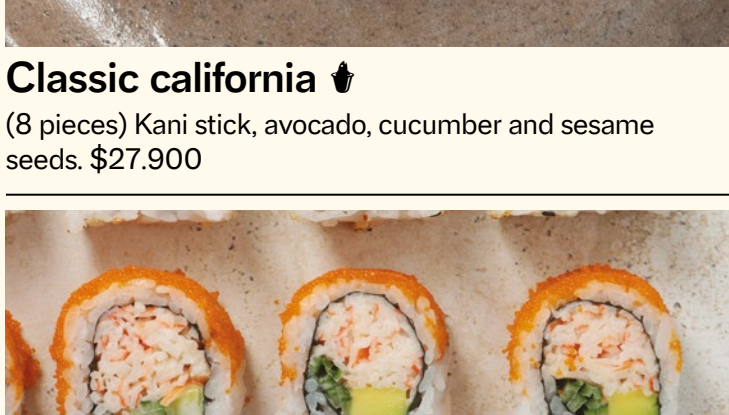 Classic california
(8 pieces) Kani stick, avocado, cucumber and sesame
seeds. $27.900